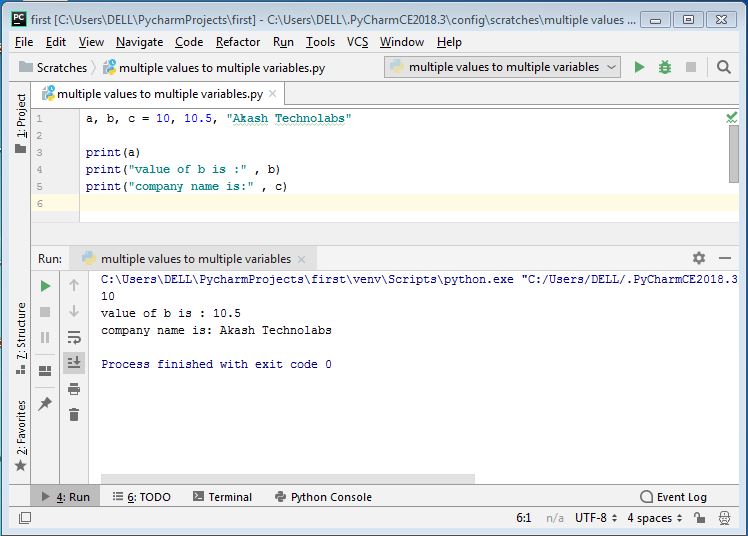 first [C:\Users\DELL\PycharmProjects\first] - C:\Users\DELL\.PyCharmCE2018.3\config\scratches\multiple values ...
File Edit View Navigate Code Refactor Run Tools VCS Window Help
Scratches multiple values to multiple variables.py multiple values to multiple variables
1: Project
multiple values to multiple variables.py
1 a, b, c = 10, 10.5, "Akash Technolabs"
2
3 print(a)
4 print("value of b is :" , b)
5 print("company name is:" , c)
6
Run: multiple values to multiple variables
C:\Users\DELL\PycharmProjects\first\venv\Scripts\python.exe "C:/Users/DELL/.PyCharmCE2018.3
10
value of b is : 10.5
company name is: Akash Technolabs
Process finished with exit code 0
7: Structure
2: Favorites
4: Run 6: TODO Terminal Python Console Event Log
6:1 n/a UTF-8 4 spaces